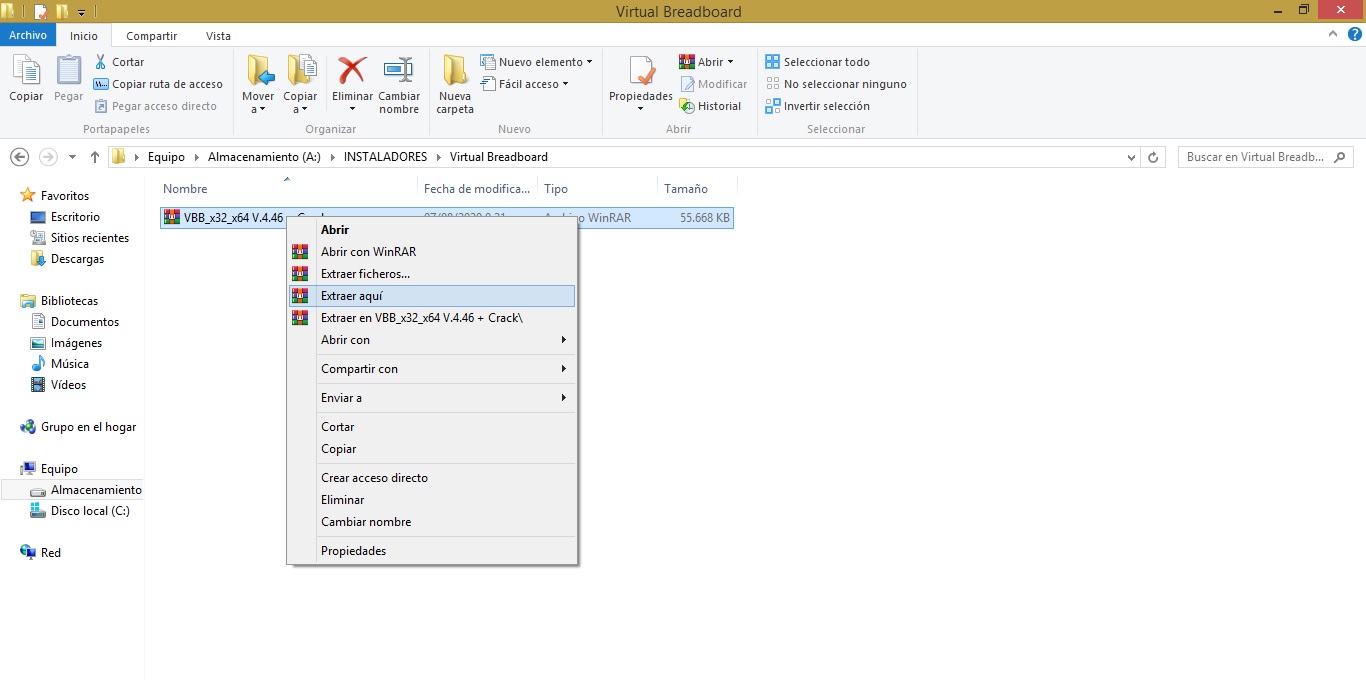 Virtual Breadboard
Archivo Inicio Compartir Vista
Copiar
Pegar
Cortar
Copiar ruta de acceso
Pegar acceso directo
Portapapeles
Mover a
Copiar a
Eliminar
Cambiar nombre
Organizar
Nueva carpeta
Nuevo elemento
Fácil acceso
Nuevo
Propiedades
Abrir
Modificar
Historial
Abrir
Seleccionar todo
No seleccionar ninguno
Invertir selección
Seleccionar
Equipo Almacenamiento (A:) INSTALADORES Virtual Breadboard
Buscar en Virtual Breadb...
Favoritos
Escritorio
Sitios recientes
Descargas
Bibliotecas
Documentos
Imágenes
Música
Vídeos
Grupo en el hogar
Equipo
Almacenamiento
Disco local (C:)
Red
Nombre Fecha de modifica... Tipo Tamaño
VBB_x32_x64 V.4.46 WinRAR 55.668 KB
Abrir
Abrir con WinRAR
Extraer ficheros...
Extraer aquí
Extraer en VBB_x32_x64 V.4.46 + Crack\
Abrir con
Compartir con
Enviar a
Cortar
Copiar
Crear acceso directo
Eliminar
Cambiar nombre
Propiedades